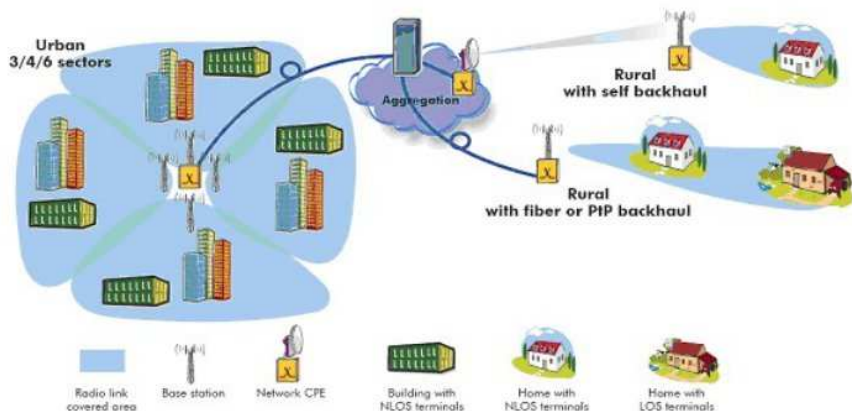 Urban
3/4/6 sectors
Aggregation
Rural
with self backhaul
Rural
with fiber or PtP backhaul
Radio link
covered area
Base station
Network CPE
Building with
NLOS terminals
Home with
NLOS terminals
Home with
LOS terminals